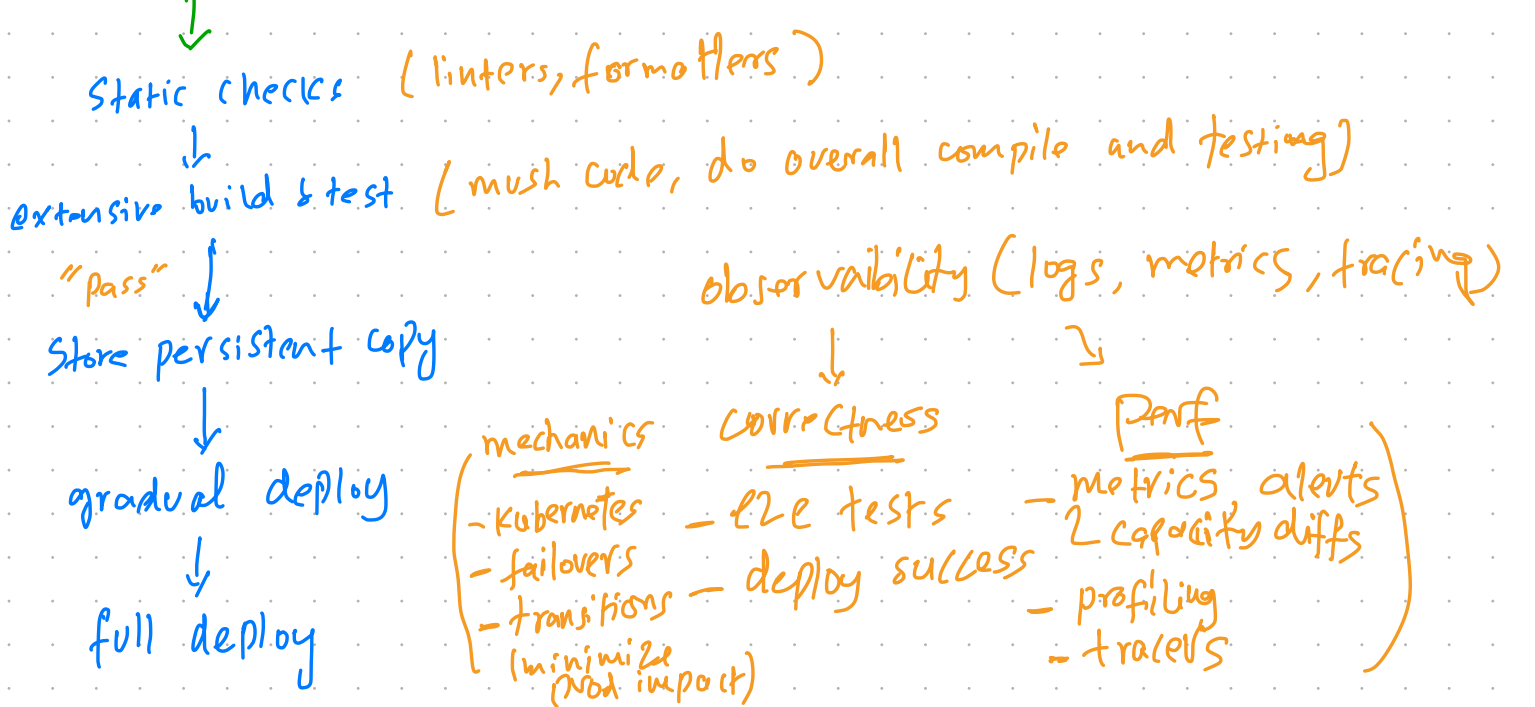 Static checks (linters, formatters)
extensive build & test (mush code, do overall compile and testing)
"pass"
observaibility (logs, metrics, tracing)
Store persistent copy
mechanics
correctness
Perf
gradual deploy
- Kubernetes
- failovers
- transitions
(minimize
prod impact)
- e2e tests
- deploy success
- metrics, alerts
capacity diffs
- profiling
- tracers
full deploy